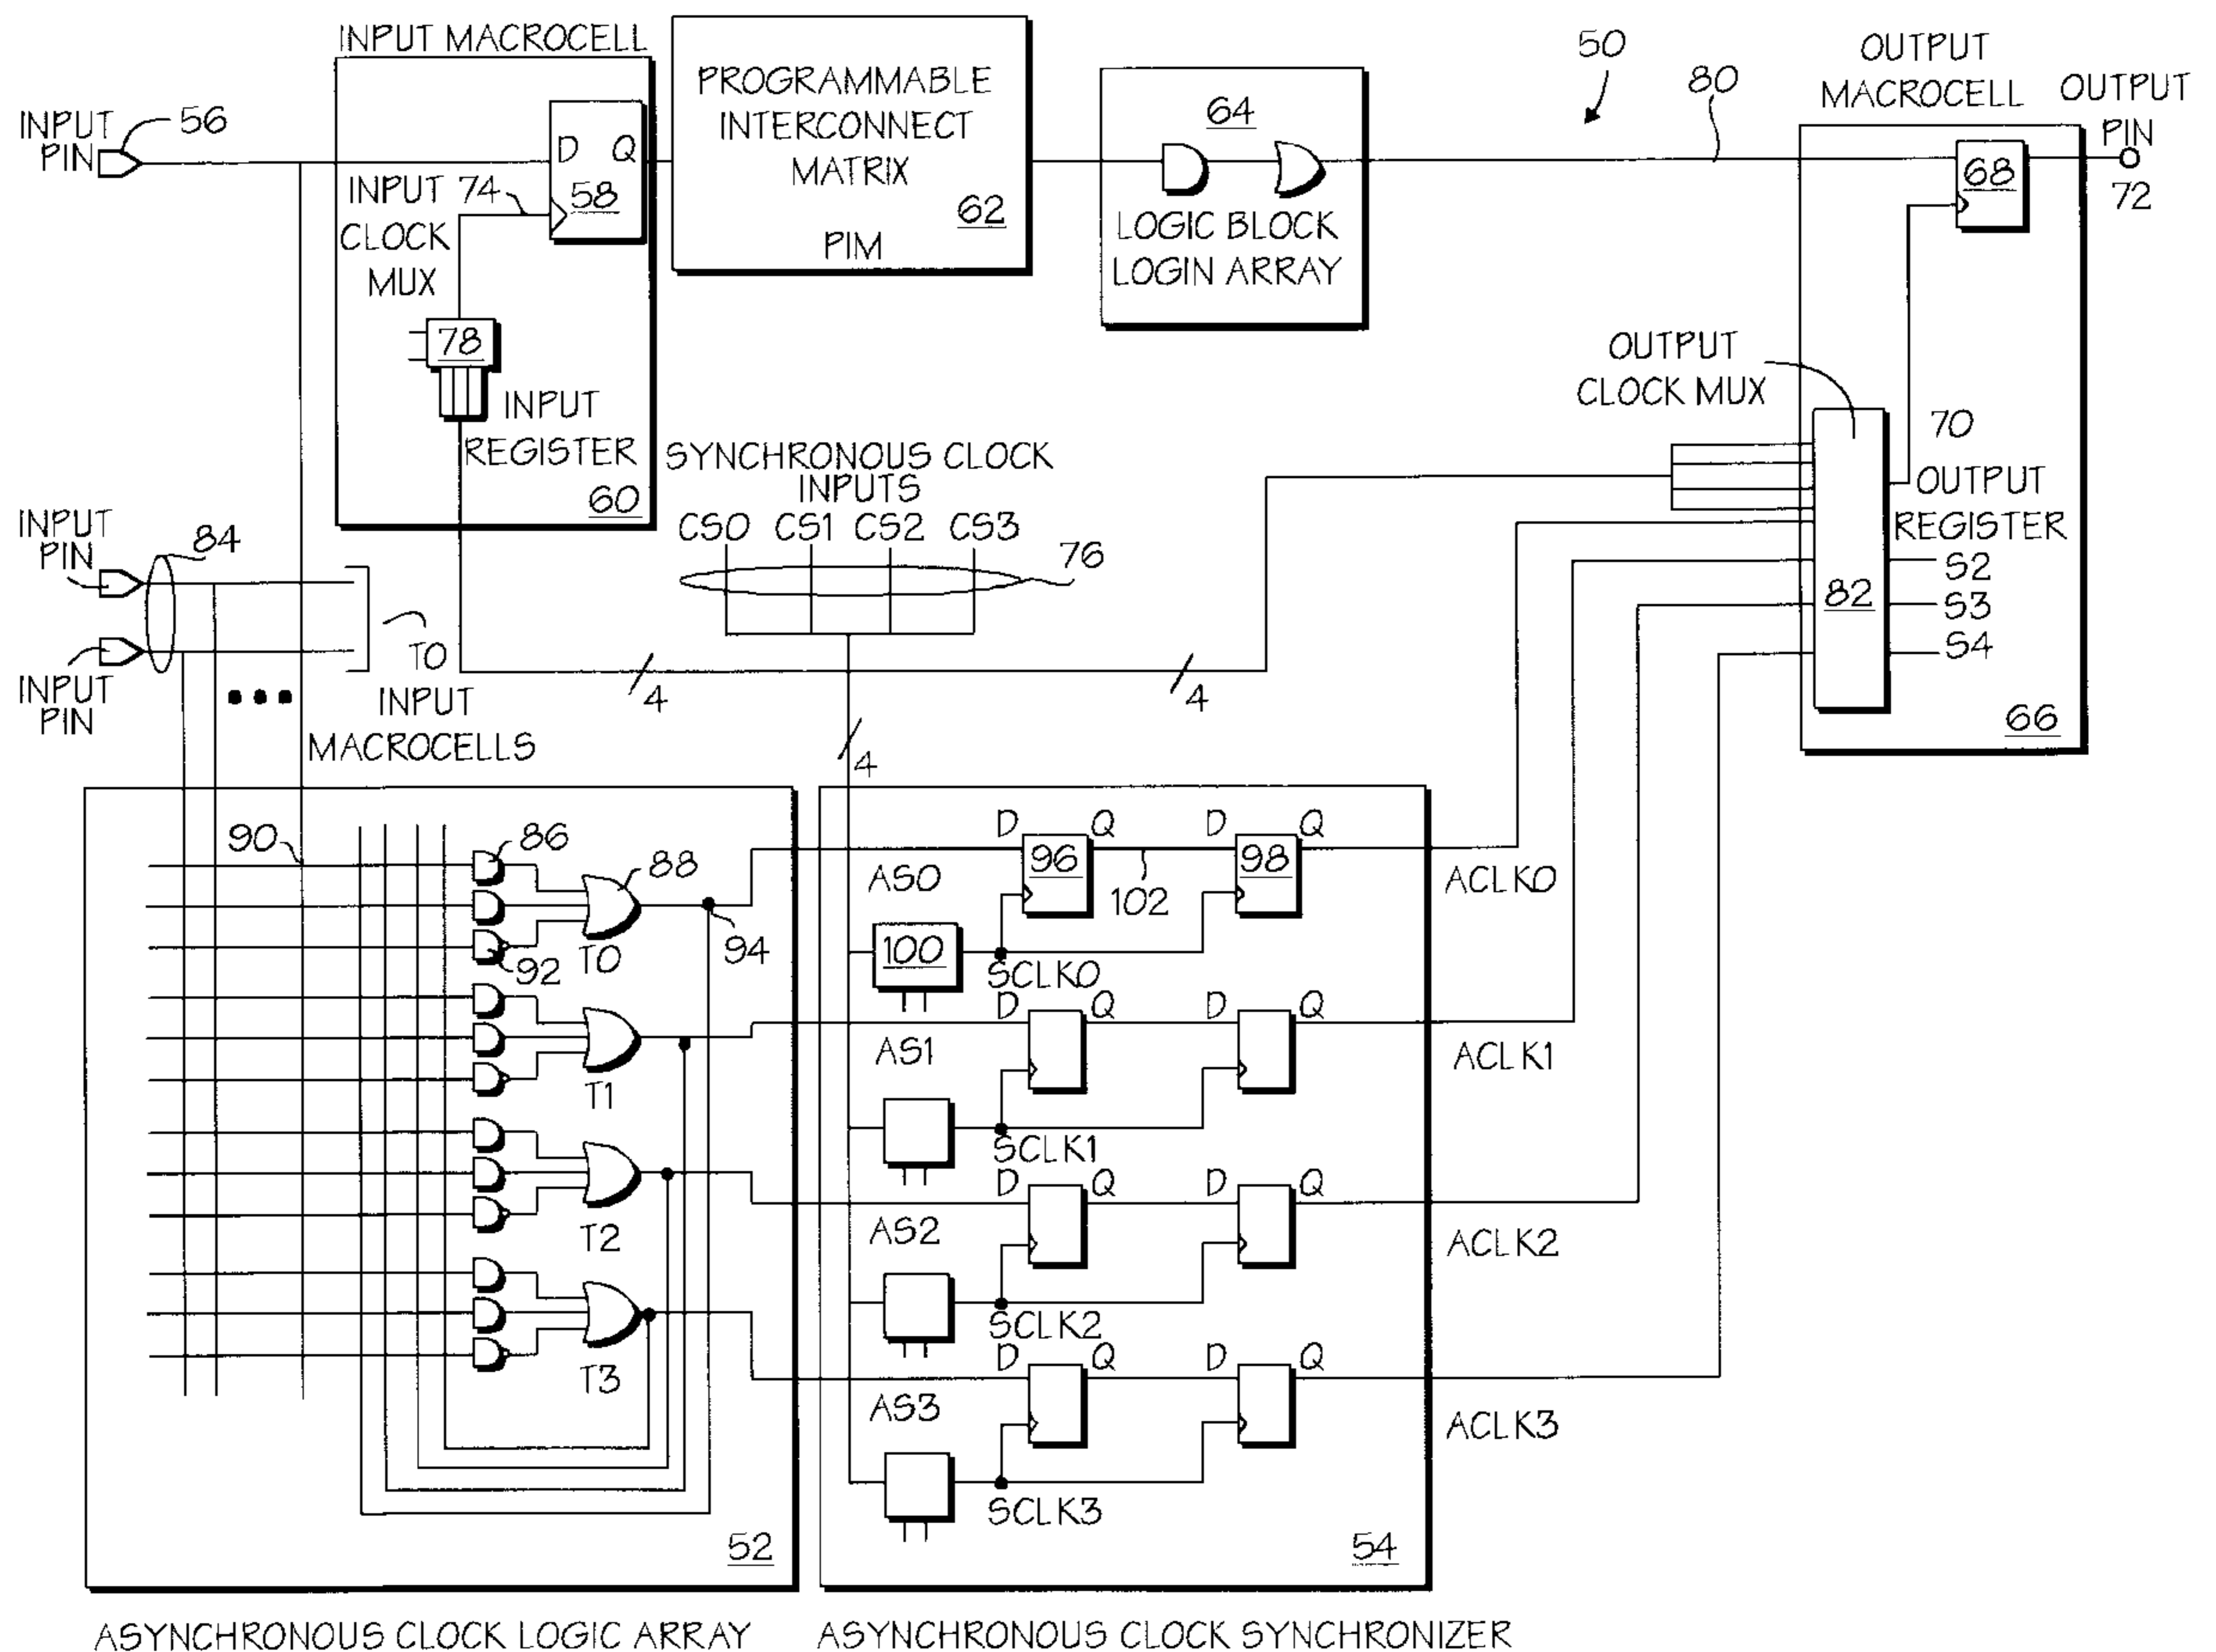 INPUT MACROCELL
PROGRAMMABLE
INTERCONNECT
MATRIX
62
PIM
64
LOGIC BLOCK
LOGIN ARRAY
50
80
OUTPUT
MACROCELL
OUTPUT
PIN
68
72
INPUT
PIN
56
D Q
58
INPUT 74
CLOCK
MUX
78
INPUT
REGISTER
60
SYNCHRONOUS CLOCK
INPUTS
CS0 CS1 CS2 CS3
76
OUTPUT
CLOCK MUX
70
OUTPUT
REGISTER
S2
82
S3
S4
66
INPUT
PIN
84
INPUT
PIN
TO
INPUT
MACROCELLS
4
4
4
90
86
88
92
T0
94
T1
T2
T3
52
D Q D Q
96
98
AS0
102
ACLK0
100
SCLK0
D Q D Q
AS1
ACLK1
SCLK1
D Q D Q
AS2
ACLK2
SCLK2
D Q D Q
AS3
ACLK3
SCLK3
54
ASYNCHRONOUS CLOCK LOGIC ARRAY
ASYNCHRONOUS CLOCK SYNCHRONIZER